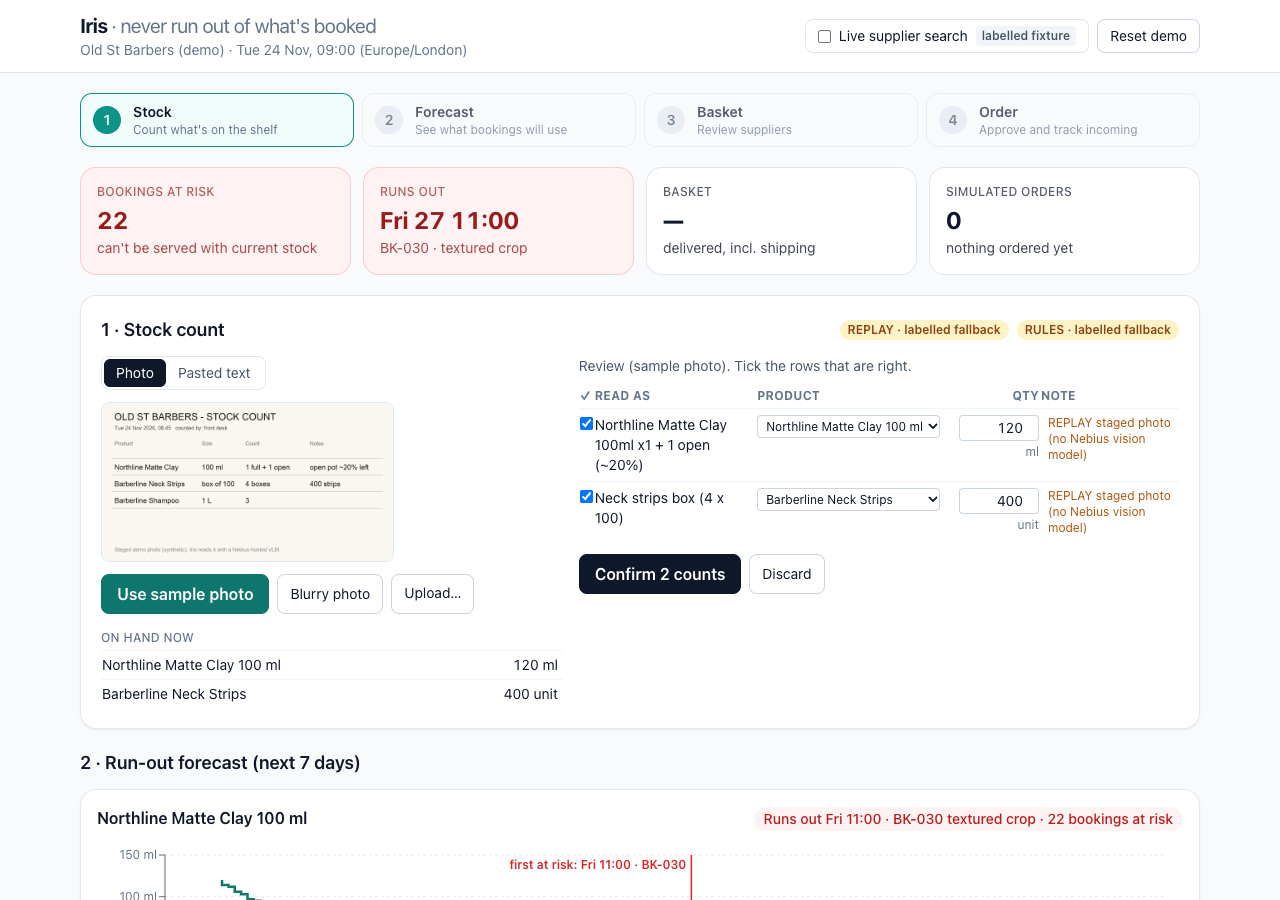 Iris · never run out of what's booked
Old St Barbers (demo) · Tue 24 Nov, 09:00 (Europe/London)
Live supplier search labelled fixture
Reset demo
1 Stock
Count what's on the shelf
2 Forecast
See what bookings will use
3 Basket
Review suppliers
4 Order
Approve and track incoming
BOOKINGS AT RISK
22
can't be served with current stock
RUNS OUT
Fri 27 11:00
BK-030 · textured crop
BASKET
—
delivered, incl. shipping
SIMULATED ORDERS
0
nothing ordered yet
1 · Stock count
REPLAY · labelled fallback
RULES · labelled fallback
Photo
Pasted text
OLD ST BARBERS - STOCK COUNT
Tue 24 Nov 2026, 08:45 counted by: front desk
Product Size Count Notes
Northline Matte Clay 100 ml 1 full + 1 open open pot ~20% left
Barberline Neck Strips box of 100 4 boxes 400 strips
Barberline Shampoo 1 L 3
Staged demo photo (synthetic). Iris reads it with a Nebius-hosted VLM.
Use sample photo
Blurry photo
Upload...
ON HAND NOW
Northline Matte Clay 100 ml 120 ml
Barberline Neck Strips 400 unit
Review (sample photo). Tick the rows that are right.
✓ READ AS PRODUCT QTY NOTE
Northline Matte Clay
100ml x1 + 1 open
(~20%)
Northline Matte Clay 100 ml
120
ml
REPLAY staged photo
(no Nebius vision
model)
Neck strips box (4 x
100)
Barberline Neck Strips
400
unit
REPLAY staged photo
(no Nebius vision
model)
Confirm 2 counts
Discard
2 · Run-out forecast (next 7 days)
Northline Matte Clay 100 ml
Runs out Fri 11:00 · BK-030 textured crop · 22 bookings at risk
150 ml
first at risk: Fri 11:00 · BK-030
100 ml